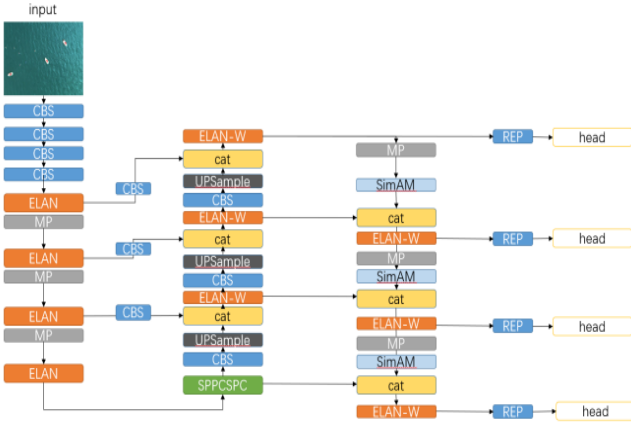 input
CBS
CBS
CBS
CBS
ELAN
MP
ELAN
MP
ELAN
MP
ELAN
CBS
CBS
CBS
ELAN-W
cat
UPSample
CBS
ELAN-W
cat
UPSample
CBS
ELAN-W
cat
UPSample
CBS
SPPCSPC
MP
SimAM
cat
ELAN-W
MP
SimAM
cat
ELAN-W
MP
SimAM
cat
ELAN-W
REP
head
REP
head
REP
head
REP
head